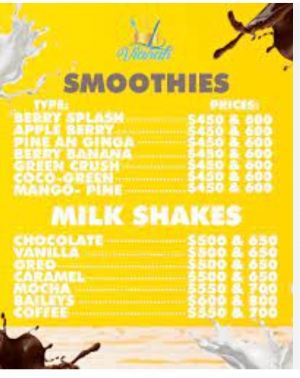 Vianah
SMOOTHIES
TYPE: PRICES:
BERRY SPLASH $450 & 600
APPLE BERRY $450 & 600
PINE AN GINGA $450 & 600
BERRY BANANA $450 & 600
GREEN CRUSH $450 & 600
COCO-GREEN $450 & 600
MANGO- PINE $450 & 600
MILK SHAKES
CHOCOLATE $500 & 650
VANILLA $500 & 650
OREO $500 & 650
CARAMEL $500 & 650
MOCHA $550 & 700
BAILEYS $600 & 800
COFFEE $550 & 700